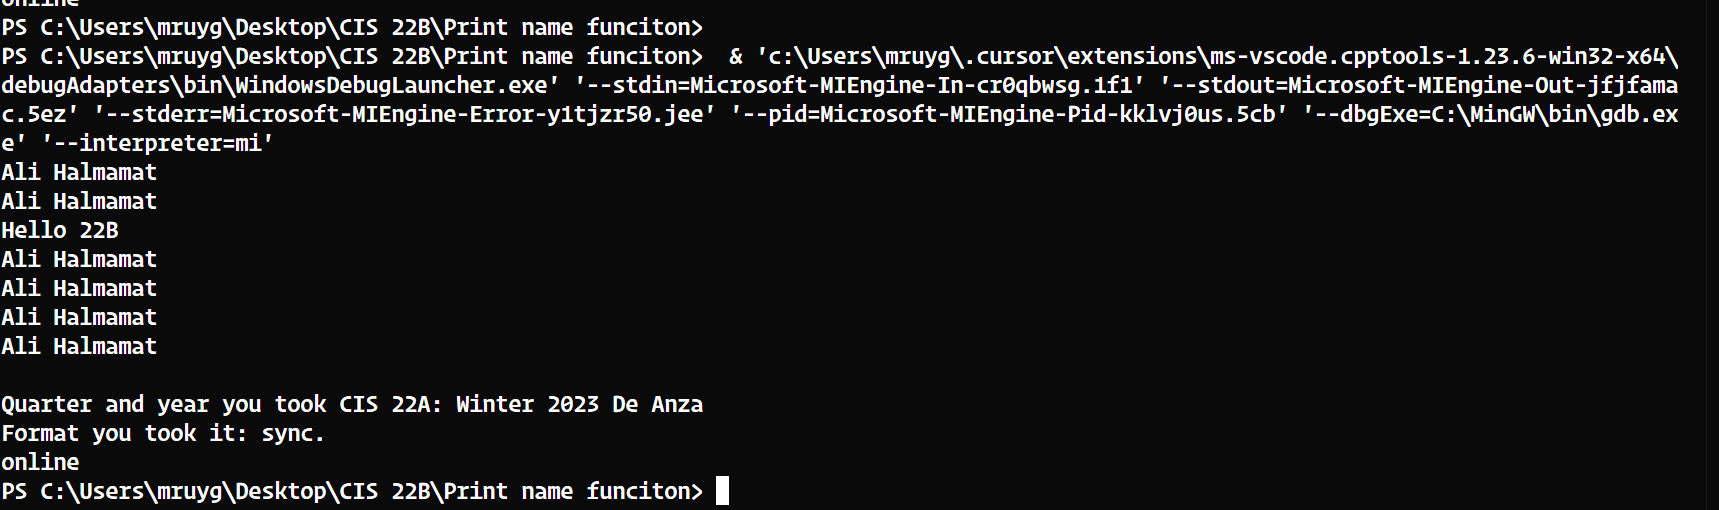 online
PS C:\Users\mruyg\Desktop\CIS 22B\Print name funciton>
PS C:\Users\mruyg\Desktop\CIS 22B\Print name funciton>  & 'c:\Users\mruyg\.cursor\extensions\ms-vscode.cpptools-1.23.6-win32-x64\
debugAdapters\bin\WindowsDebugLauncher.exe' '--stdin=Microsoft-MIEngine-In-cr0qbwsg.1f1' '--stdout=Microsoft-MIEngine-Out-jfjfama
c.5ez' '--stderr=Microsoft-MIEngine-Error-y1tjzr50.jee' '--pid=Microsoft-MIEngine-Pid-kklvj0us.5cb' '--dbgExe=C:\MinGW\bin\gdb.ex
e' '--interpreter=mi'
Ali Halmamat
Ali Halmamat
Hello 22B
Ali Halmamat
Ali Halmamat
Ali Halmamat
Ali Halmamat
Quarter and year you took CIS 22A: Winter 2023 De Anza
Format you took it: sync.
online
PS C:\Users\mruyg\Desktop\CIS 22B\Print name funciton>